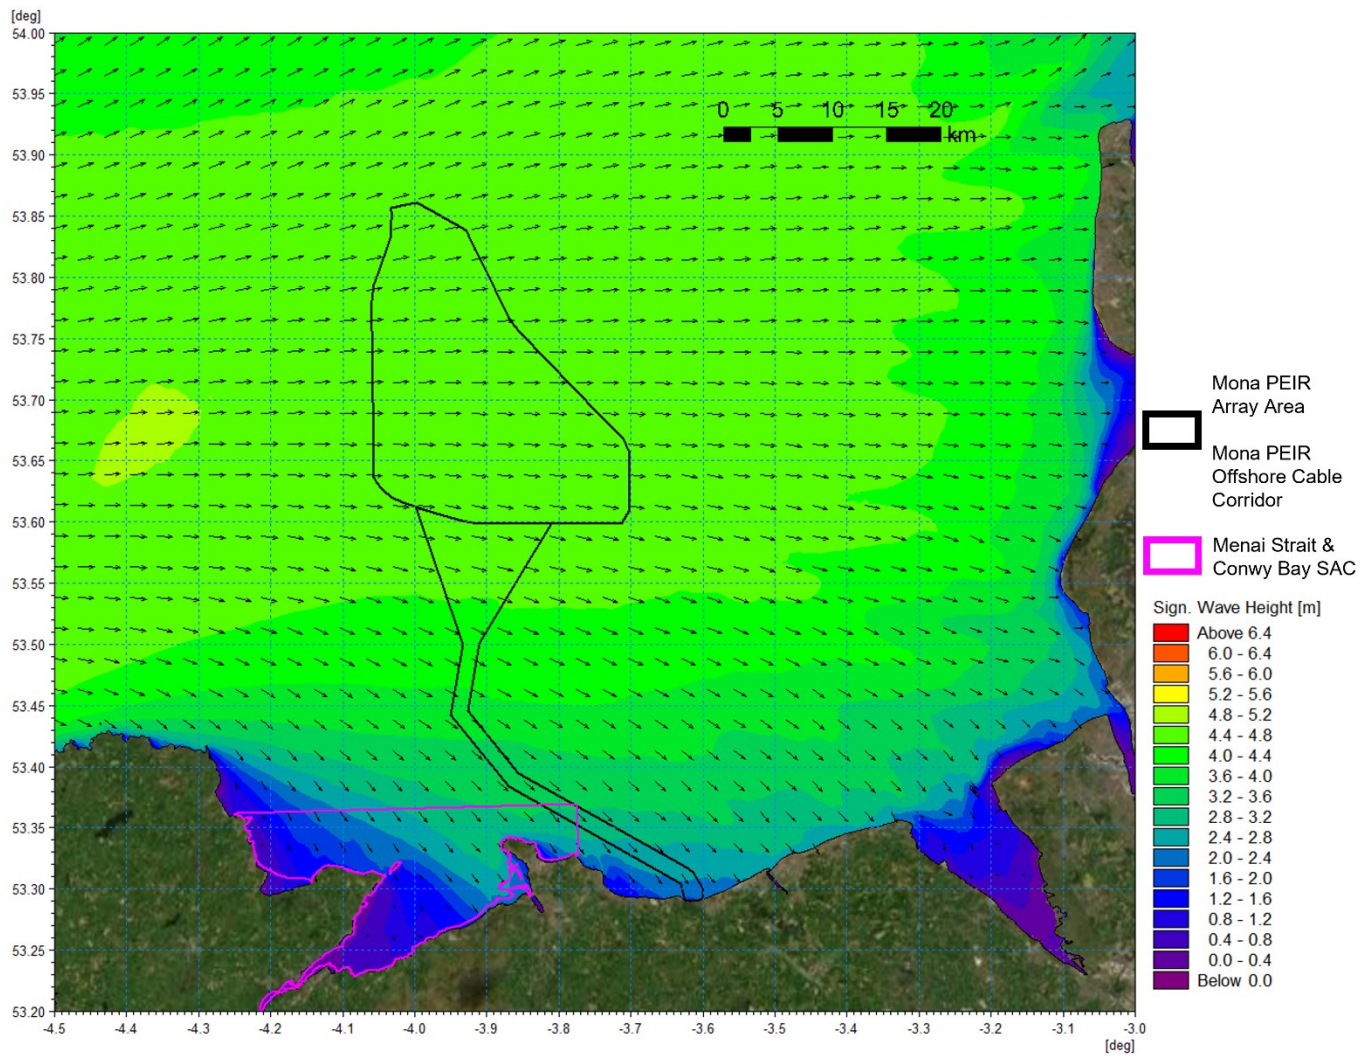 [deg]
54.00
53.95
53.90
53.85
53.80
53.75
53.70
53.65
53.60
53.55
53.50
53.45
53.40
53.35
53.30
53.25
53.20
0 5 10 15 20
km
-4.5 -4.4 -4.3 -4.2 -4.1 -4.0 -3.9 -3.8 -3.7 -3.6 -3.5 -3.4 -3.3 -3.2 -3.1 -3.0
[deg]
Mona PEIR
Array Area
Mona PEIR
Offshore Cable
Corridor
Menai Strait &
Conwy Bay SAC
Sign. Wave Height [m]
Above 6.4
6.0 - 6.4
5.6 - 6.0
5.2 - 5.6
4.8 - 5.2
4.4 - 4.8
4.0 - 4.4
3.6 - 4.0
3.2 - 3.6
2.8 - 3.2
2.4 - 2.8
2.0 - 2.4
1.6 - 2.0
1.2 - 1.6
0.8 - 1.2
0.4 - 0.8
0.0 - 0.4
Below 0.0